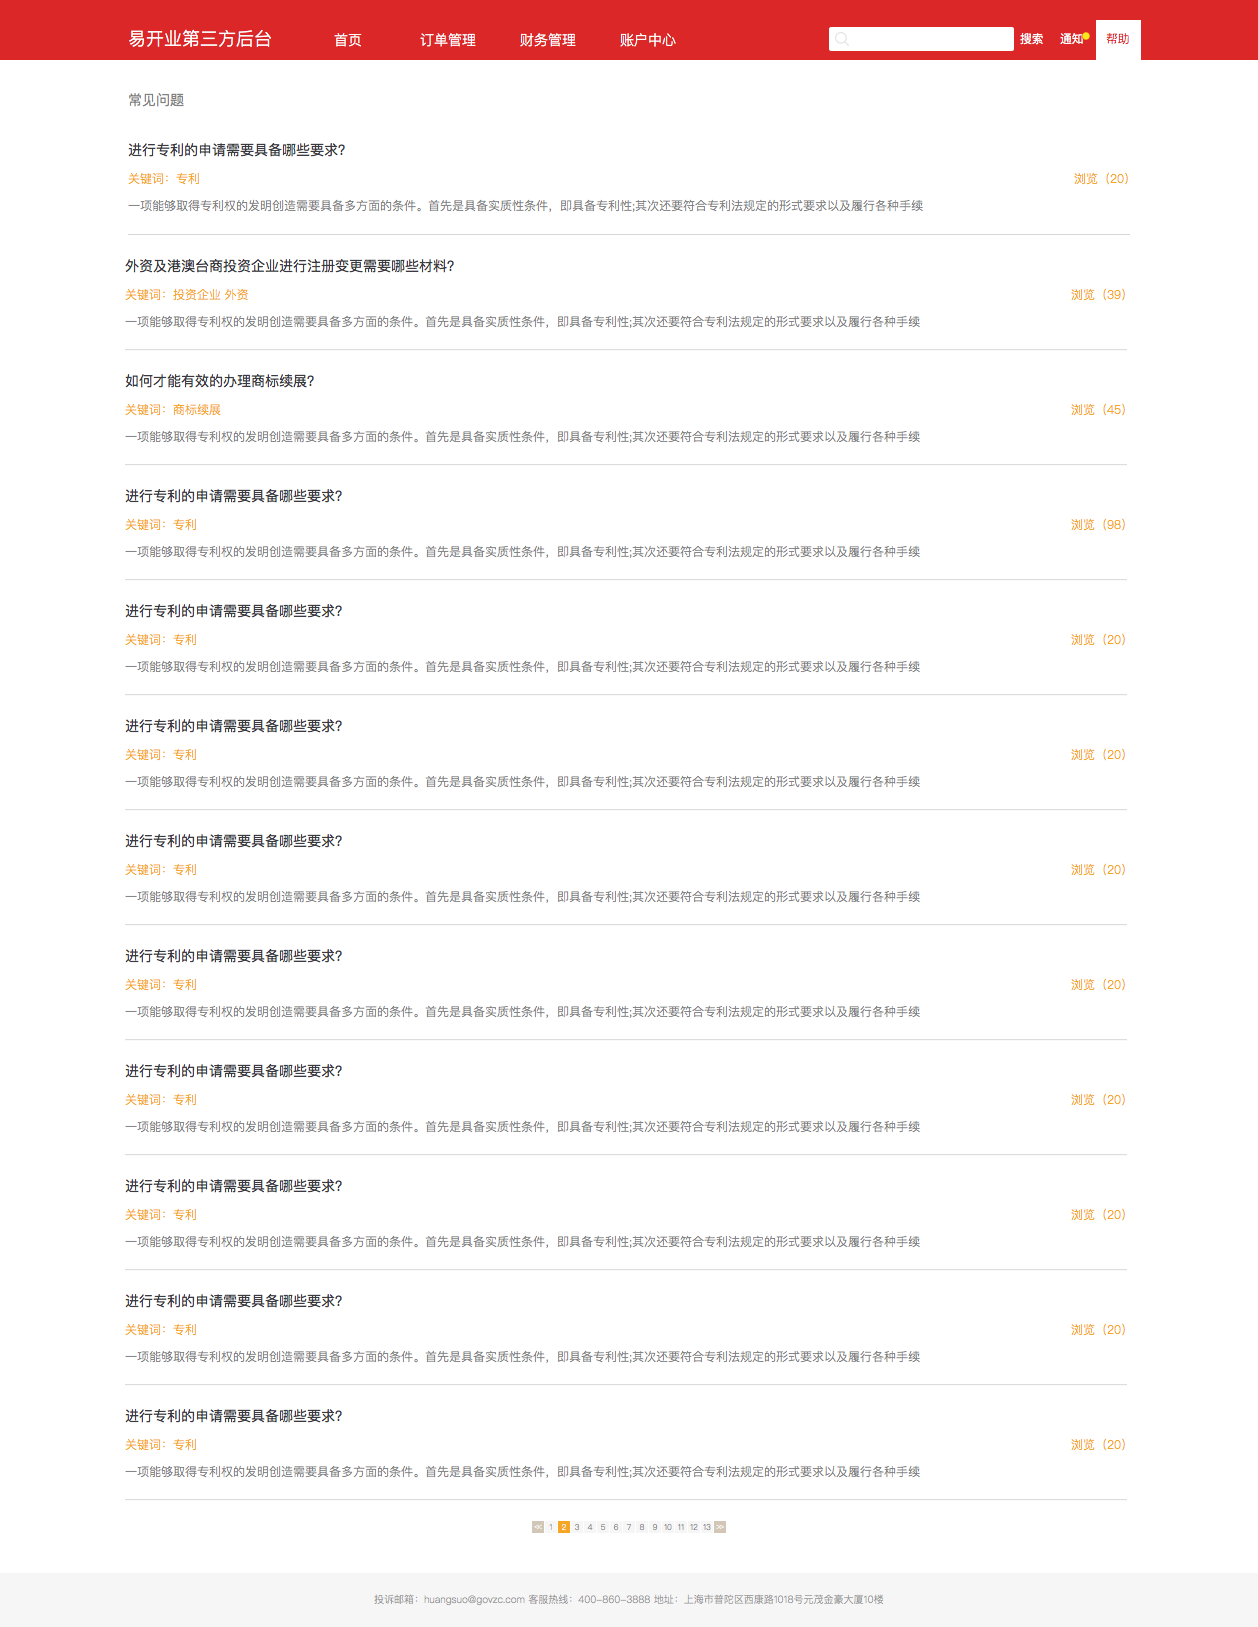 易开业第三方后台 首页 订单管理 财务管理 账户中心 搜索 通知 帮助
常见问题
进行专利的申请需要具备哪些要求?
关键词：专利 浏览（20）
一项能够取得专利权的发明创造需要具备多方面的条件。首先是具备实质性条件，即具备专利性;其次还要符合专利法规定的形式要求以及履行各种手续
外资及港澳台商投资企业进行注册变更需要哪些材料?
关键词：投资企业 外资 浏览（39）
一项能够取得专利权的发明创造需要具备多方面的条件。首先是具备实质性条件，即具备专利性;其次还要符合专利法规定的形式要求以及履行各种手续
如何才能有效的办理商标续展?
关键词：商标续展 浏览（45）
一项能够取得专利权的发明创造需要具备多方面的条件。首先是具备实质性条件，即具备专利性;其次还要符合专利法规定的形式要求以及履行各种手续
进行专利的申请需要具备哪些要求?
关键词：专利 浏览（98）
一项能够取得专利权的发明创造需要具备多方面的条件。首先是具备实质性条件，即具备专利性;其次还要符合专利法规定的形式要求以及履行各种手续
进行专利的申请需要具备哪些要求?
关键词：专利 浏览（20）
一项能够取得专利权的发明创造需要具备多方面的条件。首先是具备实质性条件，即具备专利性;其次还要符合专利法规定的形式要求以及履行各种手续
进行专利的申请需要具备哪些要求?
关键词：专利 浏览（20）
一项能够取得专利权的发明创造需要具备多方面的条件。首先是具备实质性条件，即具备专利性;其次还要符合专利法规定的形式要求以及履行各种手续
进行专利的申请需要具备哪些要求?
关键词：专利 浏览（20）
一项能够取得专利权的发明创造需要具备多方面的条件。首先是具备实质性条件，即具备专利性;其次还要符合专利法规定的形式要求以及履行各种手续
进行专利的申请需要具备哪些要求?
关键词：专利 浏览（20）
一项能够取得专利权的发明创造需要具备多方面的条件。首先是具备实质性条件，即具备专利性;其次还要符合专利法规定的形式要求以及履行各种手续
进行专利的申请需要具备哪些要求?
关键词：专利 浏览（20）
一项能够取得专利权的发明创造需要具备多方面的条件。首先是具备实质性条件，即具备专利性;其次还要符合专利法规定的形式要求以及履行各种手续
进行专利的申请需要具备哪些要求?
关键词：专利 浏览（20）
一项能够取得专利权的发明创造需要具备多方面的条件。首先是具备实质性条件，即具备专利性;其次还要符合专利法规定的形式要求以及履行各种手续
进行专利的申请需要具备哪些要求?
关键词：专利 浏览（20）
一项能够取得专利权的发明创造需要具备多方面的条件。首先是具备实质性条件，即具备专利性;其次还要符合专利法规定的形式要求以及履行各种手续
进行专利的申请需要具备哪些要求?
关键词：专利 浏览（20）
一项能够取得专利权的发明创造需要具备多方面的条件。首先是具备实质性条件，即具备专利性;其次还要符合专利法规定的形式要求以及履行各种手续
≪ 1 2 3 4 5 6 7 8 9 10 11 12 13 ≫
投诉邮箱：huangsuo@govzc.com 客服热线：400-860-3888 地址：上海市普陀区西康路1018号元茂金豪大厦10楼